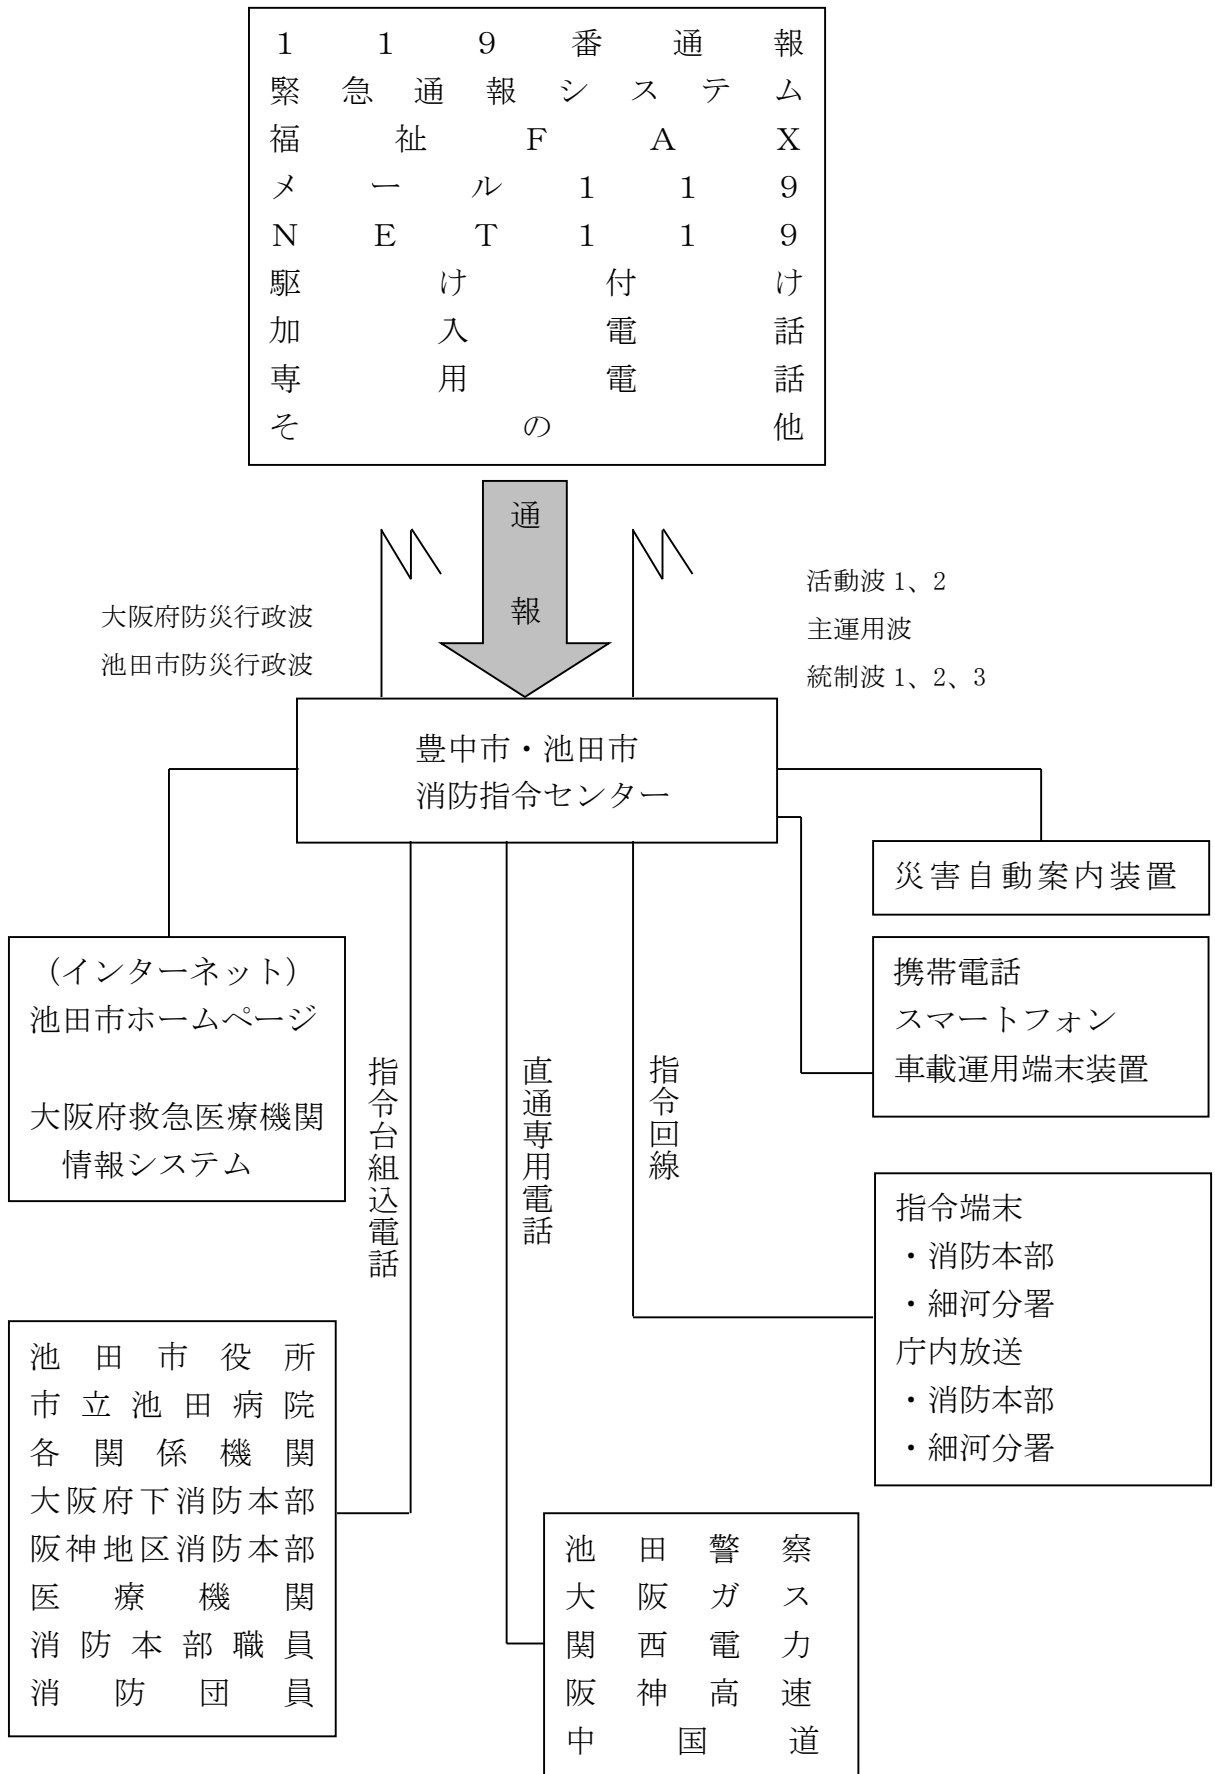 119番通報
緊急通報システム
福祉FAX
メール119
NET119
駆け付け
加入電話
専用電話
その他
通報
大阪府防災行政波
池田市防災行政波
活動波1、2
主運用波
統制波1、2、3
豊中市・池田市
消防指令センター
災害自動案内装置
(インターネット)
池田市ホームページ
大阪府救急医療機関
情報システム
携帯電話
スマートフォン
車載運用端末装置
指令台組込電話
直通専用電話
指令回線
指令端末
・消防本部
・細河分署
庁内放送
・消防本部
・細河分署
池田市役所
市立池田病院
各関係機関
大阪府下消防本部
阪神地区消防本部
医療機関
消防本部職員
消防団員
池田警察
大阪ガス
関西電力
阪神高速
中国道